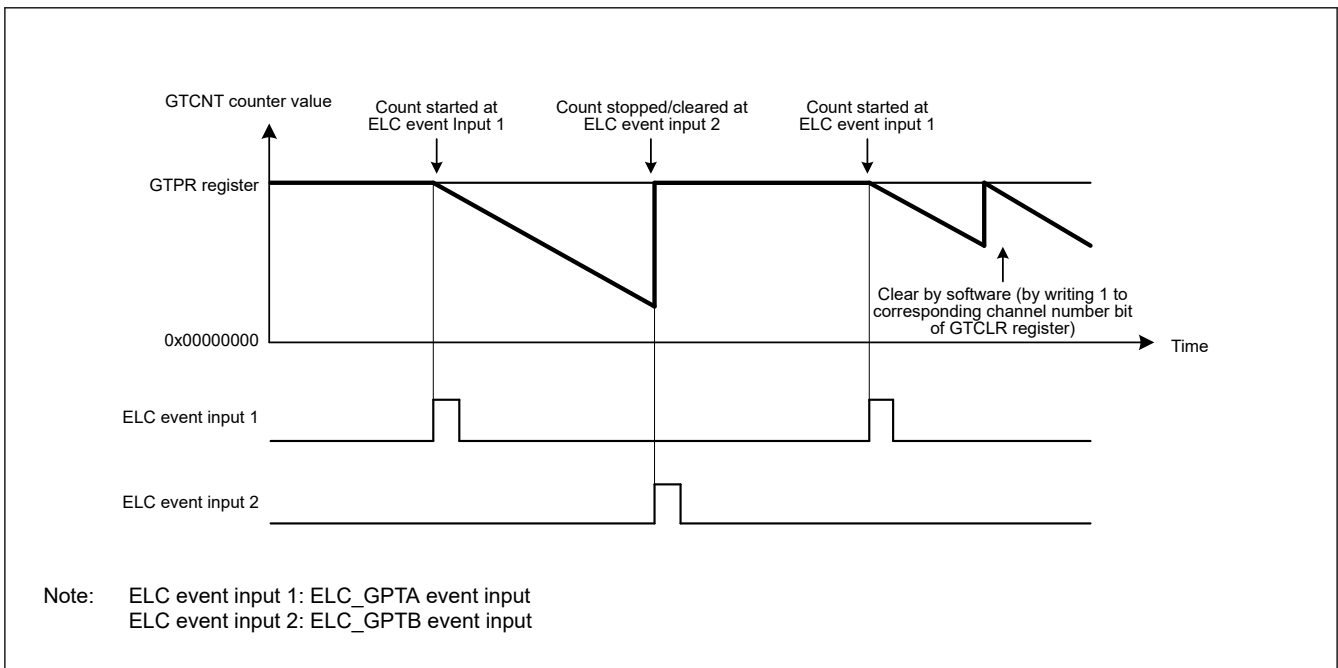 GTCNT counter value
Count started at
ELC event Input 1
Count stopped/cleared at
ELC event input 2
Count started at
ELC event input 1
GTPR register
Clear by software (by writing 1 to
corresponding channel number bit
of GTCLR register)
0x00000000
Time
ELC event input 1
ELC event input 2
Note: ELC event input 1: ELC_GPTA event input
ELC event input 2: ELC_GPTB event input